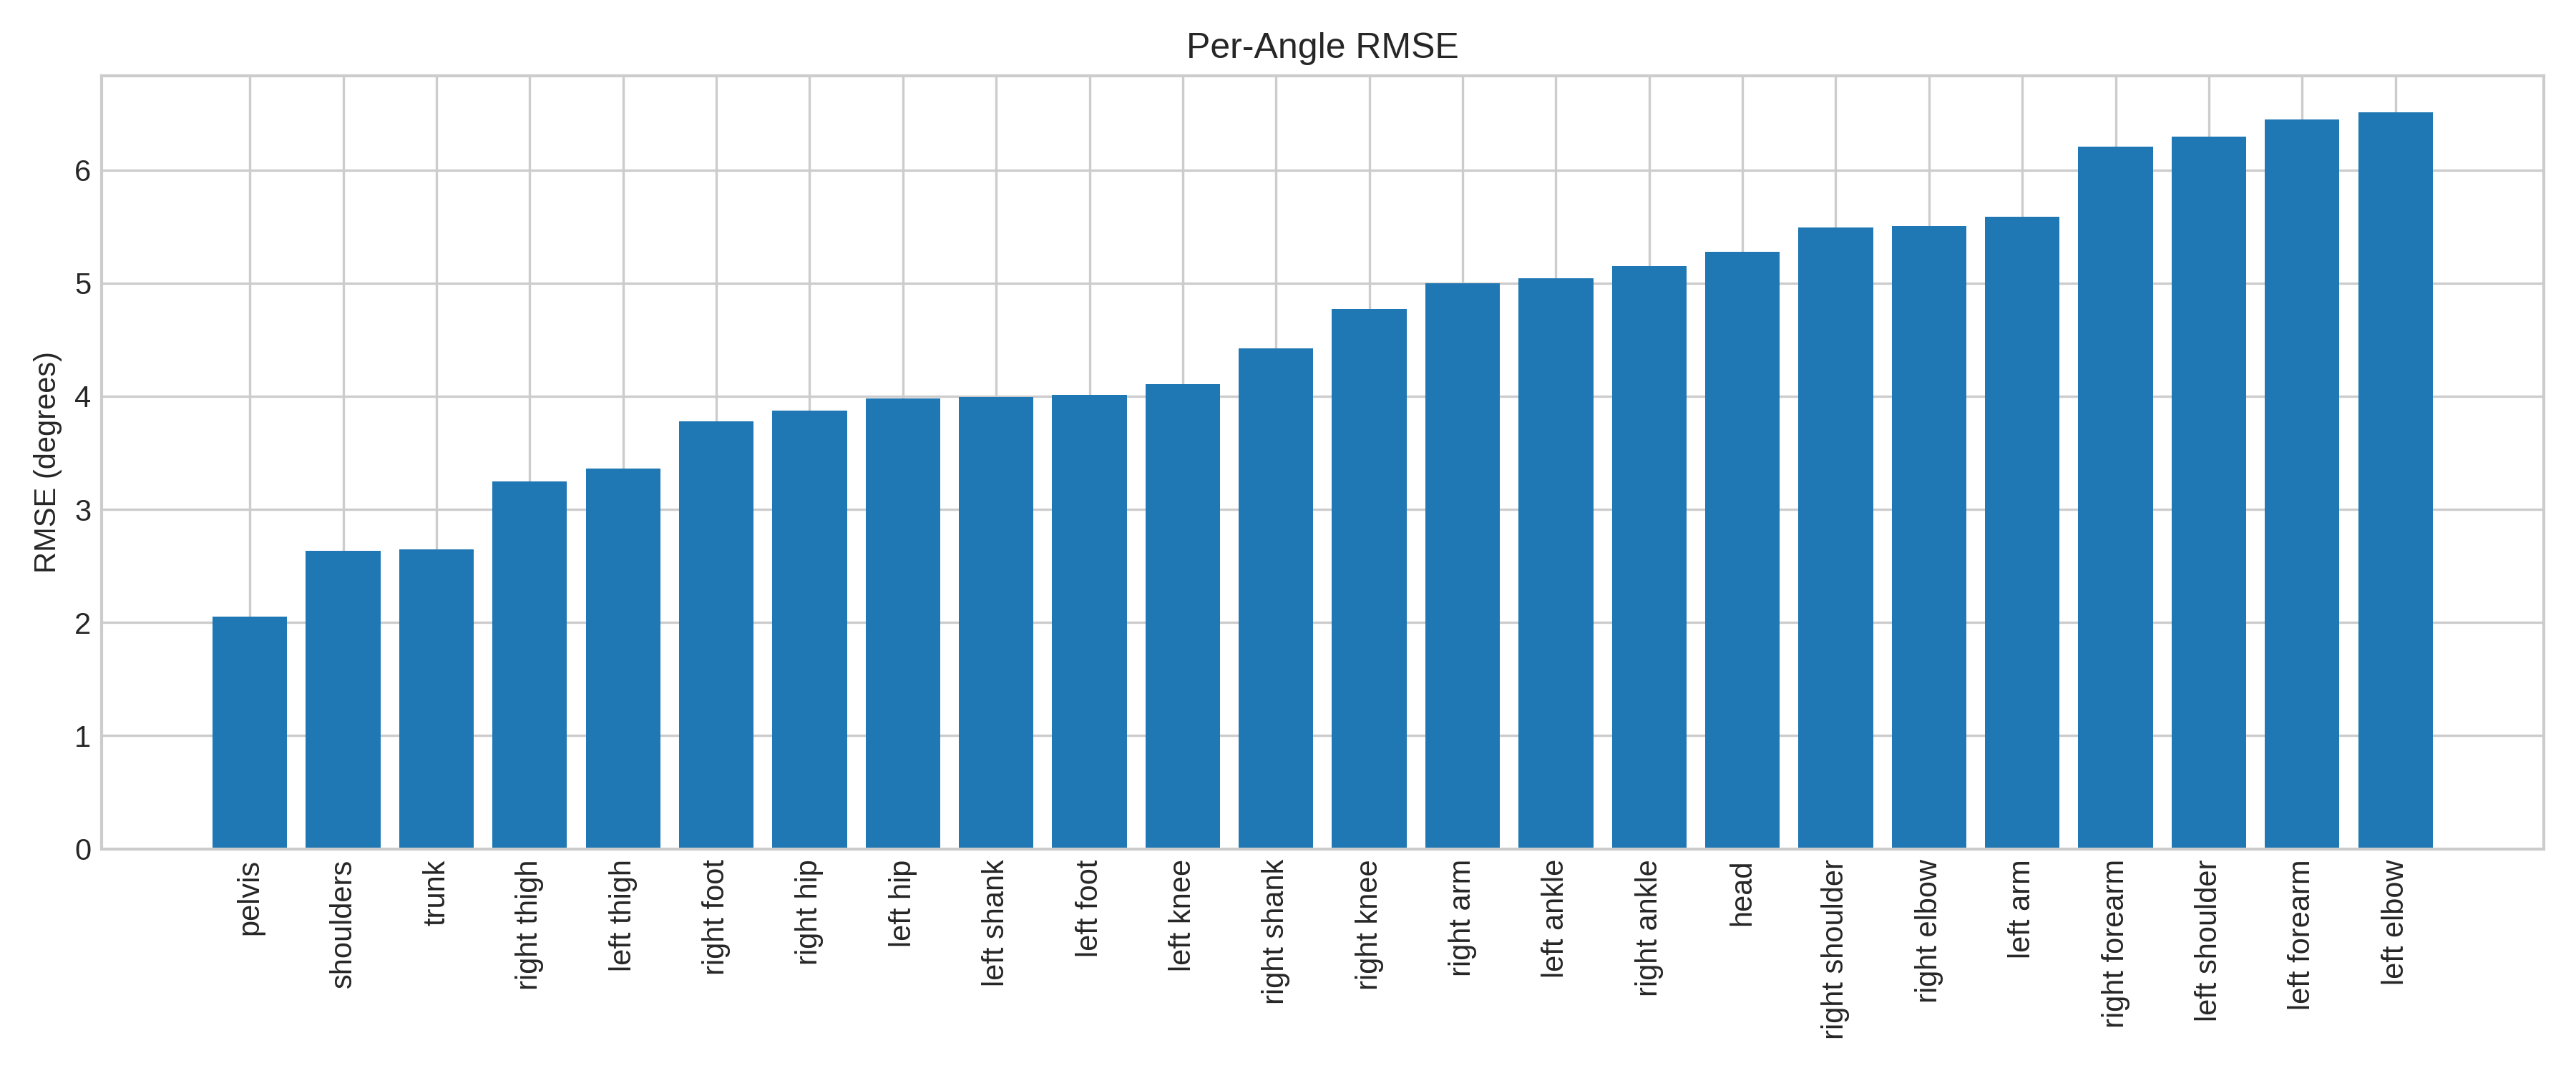 Per-Angle RMSE
RMSE (degrees)
6
5
4
3
2
1
0
pelvis
shoulders
trunk
right thigh
left thigh
right foot
right hip
left hip
left shank
left foot
left knee
right shank
right knee
right arm
left ankle
right ankle
head
right shoulder
right elbow
left arm
right forearm
left shoulder
left forearm
left elbow